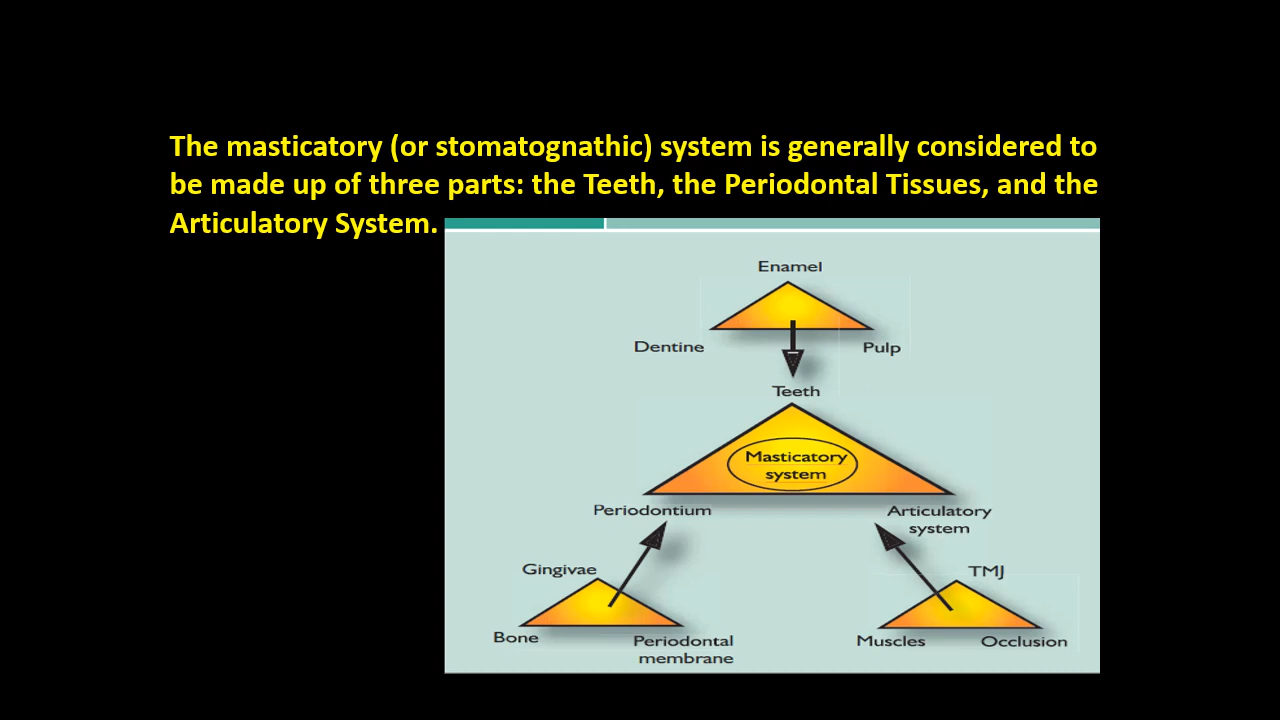 The masticatory (or stomatognathic) system is generally considered to
be made up of three parts: the Teeth, the Periodontal Tissues, and the
Articulatory System.
Enamel
Dentine
Pulp
Teeth
Masticatory
system
Periodontium
Articulatory
system
Gingivae
Bone
Periodontal
membrane
TMJ
Muscles
Occlusion